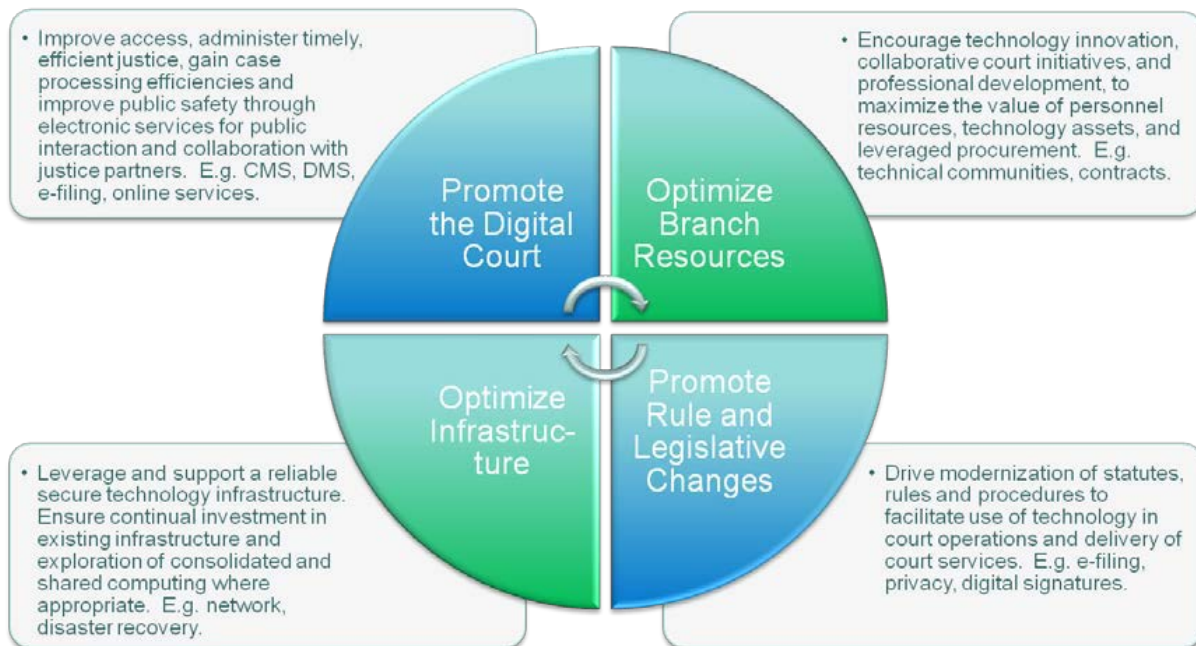 • Improve access, administer timely,
efficient justice, gain case
processing efficiencies and
improve public safety through
electronic services for public
interaction and collaboration with
justice partners.  E.g. CMS, DMS,
e-filing, online services.
• Encourage technology innovation,
collaborative court initiatives, and
professional development, to
maximize the value of personnel
resources, technology assets, and
leveraged procurement.  E.g.
technical communities, contracts.
Promote
the Digital
Court
Optimize
Branch
Resources
Optimize
Infrastruc-
ture
Promote
Rule and
Legislative
Changes
• Leverage and support a reliable
secure technology infrastructure.
Ensure continual investment in
existing infrastructure and
exploration of consolidated and
shared computing where
appropriate.  E.g. network,
disaster recovery.
• Drive modernization of statutes,
rules and procedures to
facilitate use of technology in
court operations and delivery of
court services.  E.g. e-filing,
privacy, digital signatures.